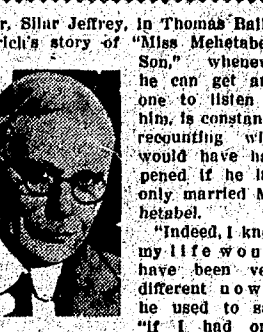 r. Silar Jeffrey, in Thomas Bail
rich's story of "Miss Mehetabe
Son," whenev
he can get an
one to listen
him, is constan
recounting w
would have ha
pened if he h
only married M
hetabel.
"Indeed, I kn
my life wou
have been ve
different now
he used to sa
"if I had on